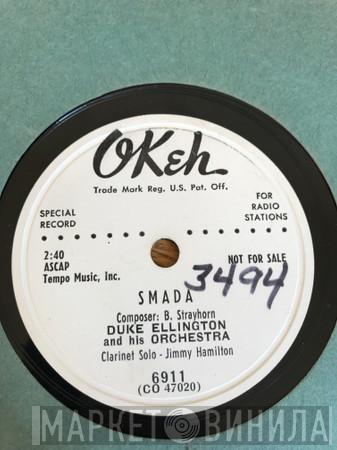 OKeh
Trade Mark Reg. U.S. Pat. Off.
SPECIAL
RECORD
FOR
RADIO
STATIONS
2:40
ASCAP
Tempo Music, Inc.
NOT FOR SALE
3494
SMADA
Composer: B. Strayhorn
DUKE ELLINGTON
and his ORCHESTRA
Clarinet Solo - Jimmy Hamilton
6911
(CO 47020)
МАРКЕТ ВИНИЛА